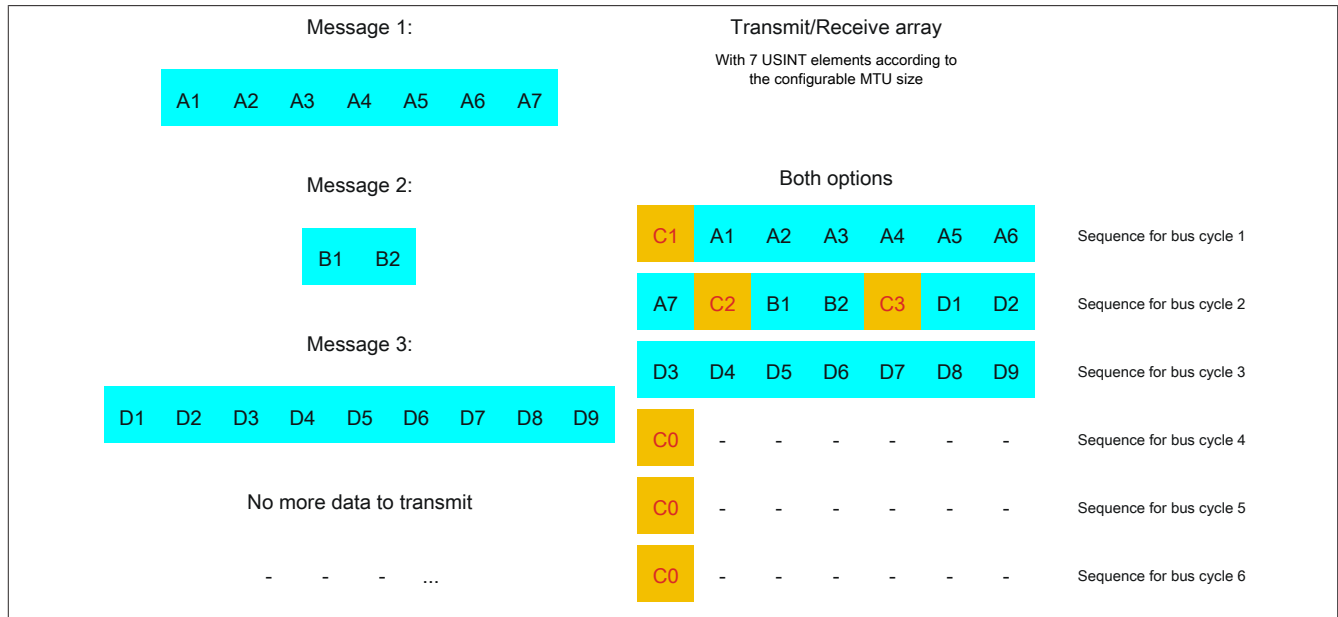 Message 1:
A1 A2 A3 A4 A5 A6 A7
Message 2:
B1 B2
Message 3:
D1 D2 D3 D4 D5 D6 D7 D8 D9
No more data to transmit
- - - ...
Transmit/Receive array
With 7 USINT elements according to
the configurable MTU size
Both options
C1 A1 A2 A3 A4 A5 A6 Sequence for bus cycle 1
A7 C2 B1 B2 C3 D1 D2 Sequence for bus cycle 2
D3 D4 D5 D6 D7 D8 D9 Sequence for bus cycle 3
C0 - - - - - - Sequence for bus cycle 4
C0 - - - - - - Sequence for bus cycle 5
C0 - - - - - - Sequence for bus cycle 6